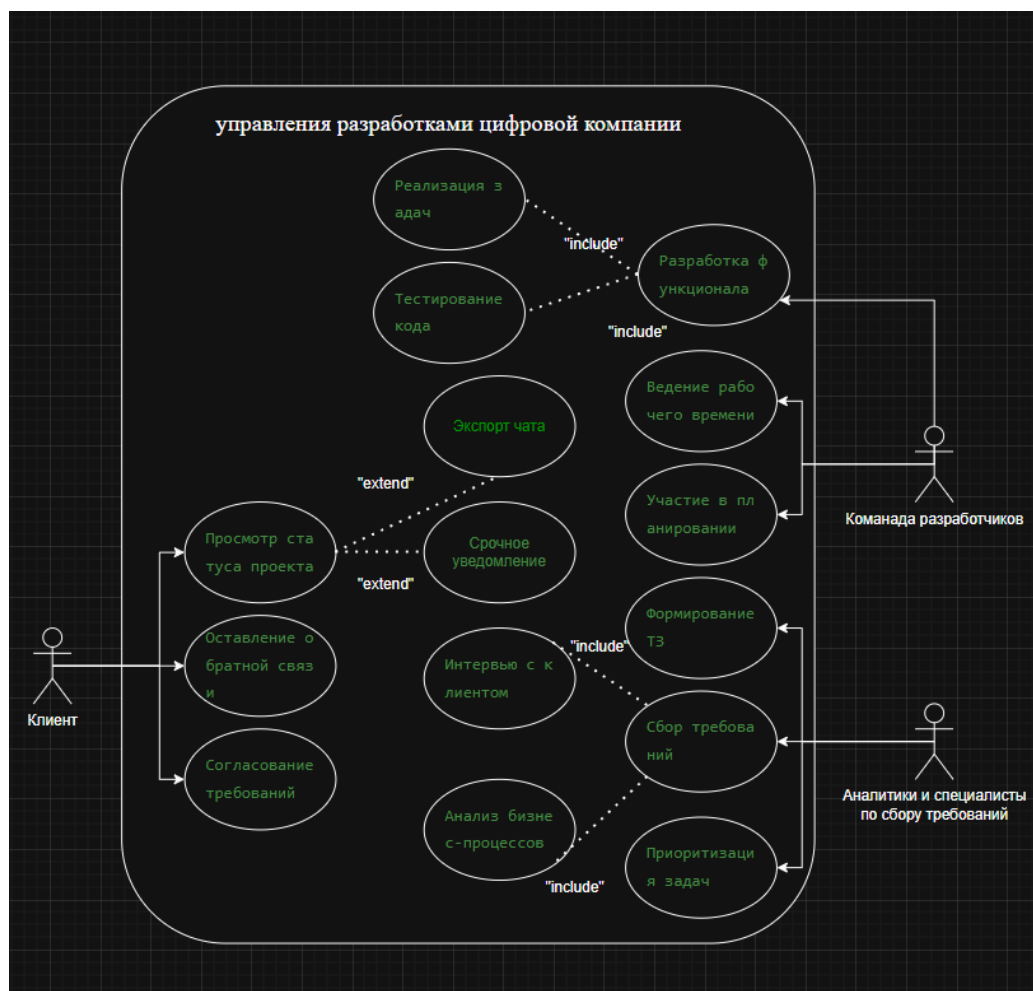 управления разработками цифровой компании
Реализация з
адач
"include"
Разработка ф
ункционала
Тестирование
кода
"include"
Ведение рабо
чего времени
Экспорт чата
"extend"
Участие в пл
анировании
Команада разработчиков
Просмотр ста
туса проекта
Срочное
уведомление
"extend"
Формирование
ТЗ
Оставление о
братной связ
и
"include"
Интервью с к
лиентом
Клиент
Сбор требова
ний
Согласование
требований
Аналитики и специалисты
по сбору требований
Анализ бизне
с-процессов
Приоритизаци
я задач
"include"